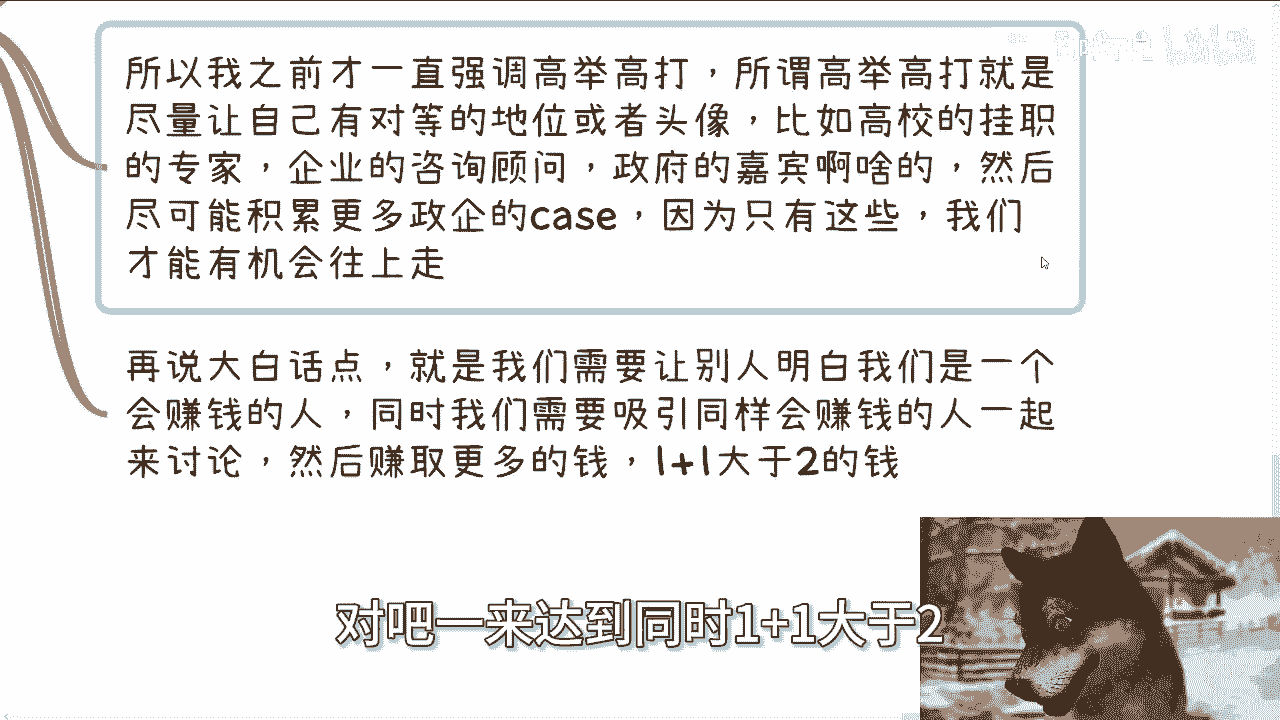 所以我之前才一直强调高举高打，所谓高举高打就是
尽量让自己有对等的地位或者头像，比如高校的挂职
的专家，企业的咨询顾问，政府的嘉宾啊啥的，然后
尽可能积累更多政企的case，因为只有这些，我们
才能有机会往上走
再说大白话点，就是我们需要让别人明白我们是一个
会赚钱的人，同时我们需要吸引同样会赚钱的人一起
来讨论，然后赚取更多的钱，1+1大于2的钱
对吧一来达到同时1+1大于2